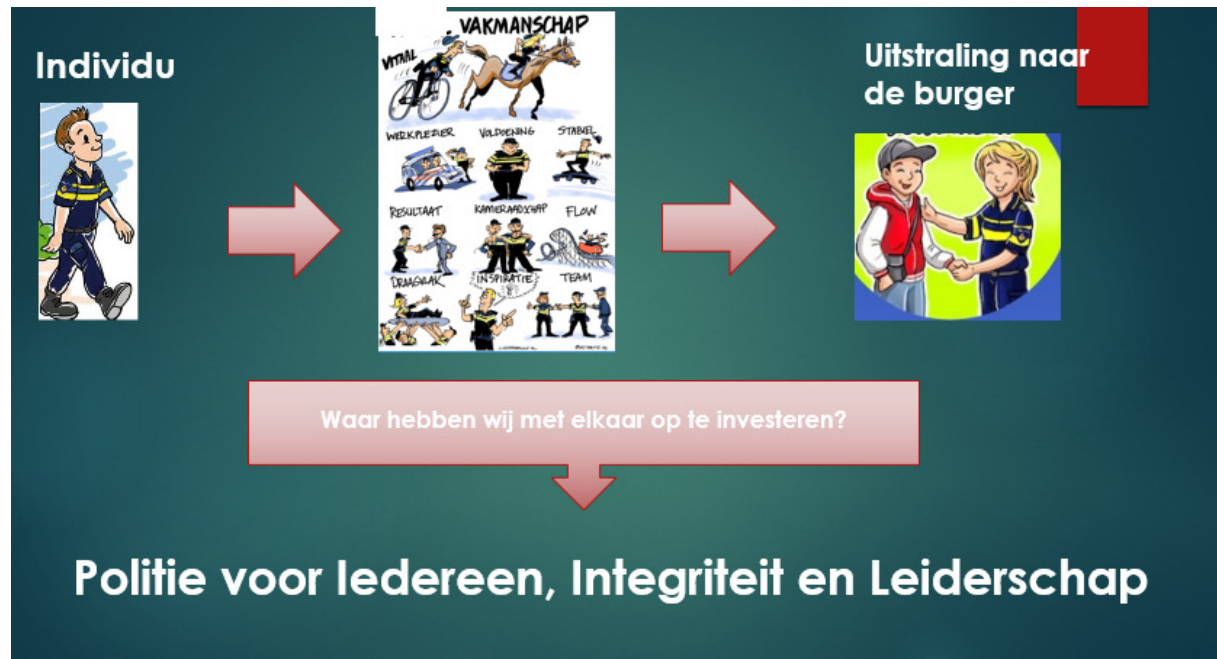 Individu
VAKMANSCHAP
VITAAL
WERKPLEZIER VOLDOENING STABIEL
RESULTAAT KAMERAADSCHAP FLOW
DRAAGVLAK INSPIRATIE TEAM
Uitstraling naar
de burger
Waar hebben wij met elkaar op te investeren?
Politie voor Iedereen, Integriteit en Leiderschap